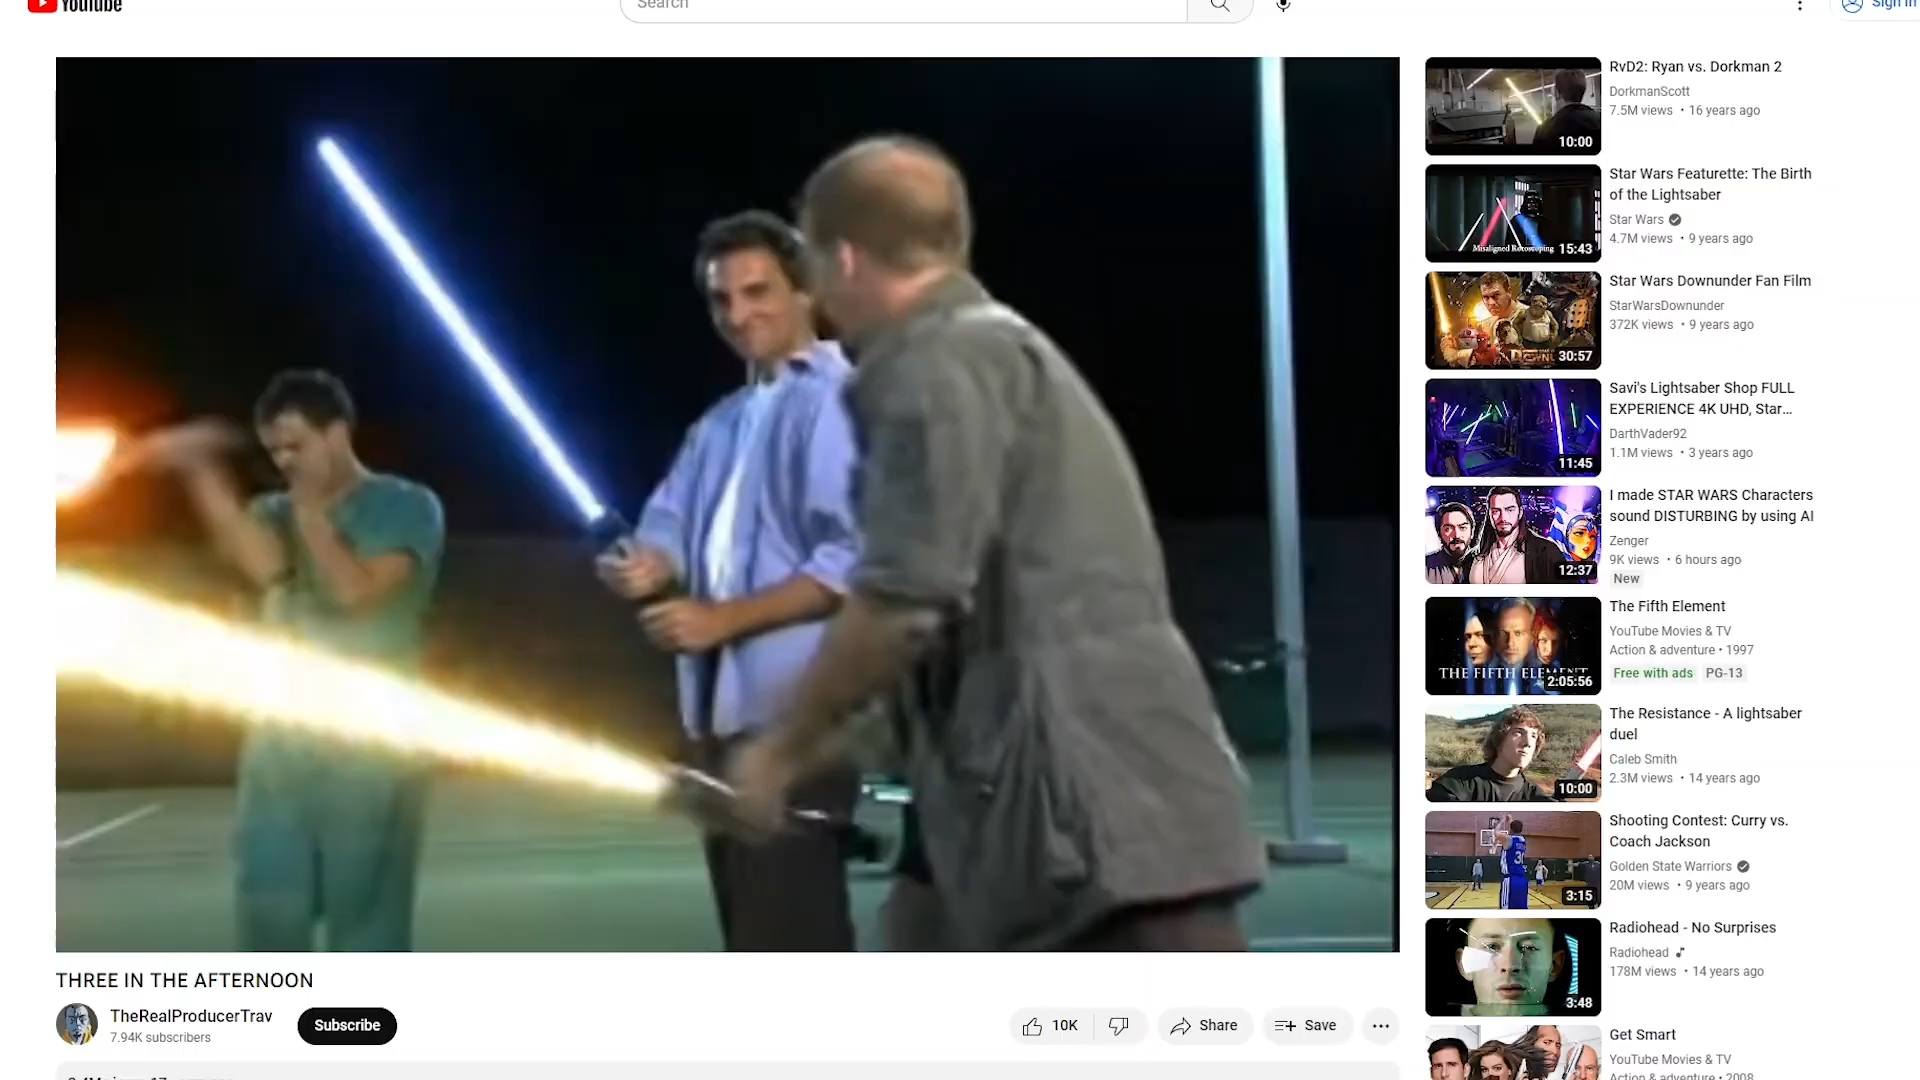 YouTube
Search
Sign in
THREE IN THE AFTERNOON
TheRealProducerTrav
7.94K subscribers
Subscribe
10K
Share
Save
10:00
RvD2: Ryan vs. Dorkman 2
DorkmanScott
7.5M views • 16 years ago
Misaligned Rotoscoping
15:43
Star Wars Featurette: The Birth
of the Lightsaber
Star Wars
4.7M views • 9 years ago
30:57
Star Wars Downunder Fan Film
StarWarsDownunder
372K views • 9 years ago
11:45
Savi's Lightsaber Shop FULL
EXPERIENCE 4K UHD, Star...
DarthVader92
1.1M views • 3 years ago
12:37
I made STAR WARS Characters
sound DISTURBING by using AI
Zenger
9K views • 6 hours ago
New
2:05:56
The Fifth Element
YouTube Movies & TV
Action & adventure • 1997
Free with ads PG-13
10:00
The Resistance - A lightsaber
duel
Caleb Smith
2.3M views • 14 years ago
3:15
Shooting Contest: Curry vs.
Coach Jackson
Golden State Warriors
20M views • 9 years ago
3:48
Radiohead - No Surprises
Radiohead
178M views • 14 years ago
Get Smart
YouTube Movies & TV
Action & adventure • 2008